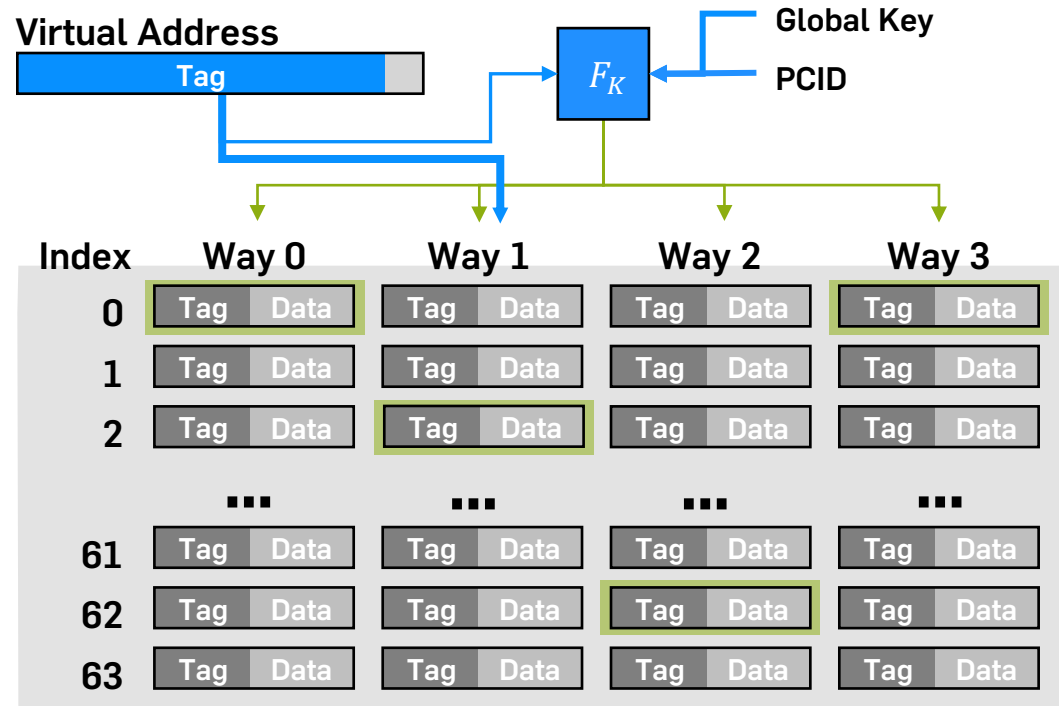 Global Key
Virtual Address
Tag
F_K
PCID
Index Way 0 Way 1 Way 2 Way 3
0 Tag Data Tag Data Tag Data Tag Data
1 Tag Data Tag Data Tag Data Tag Data
2 Tag Data Tag Data Tag Data Tag Data
... ... ... ...
61 Tag Data Tag Data Tag Data Tag Data
62 Tag Data Tag Data Tag Data Tag Data
63 Tag Data Tag Data Tag Data Tag Data